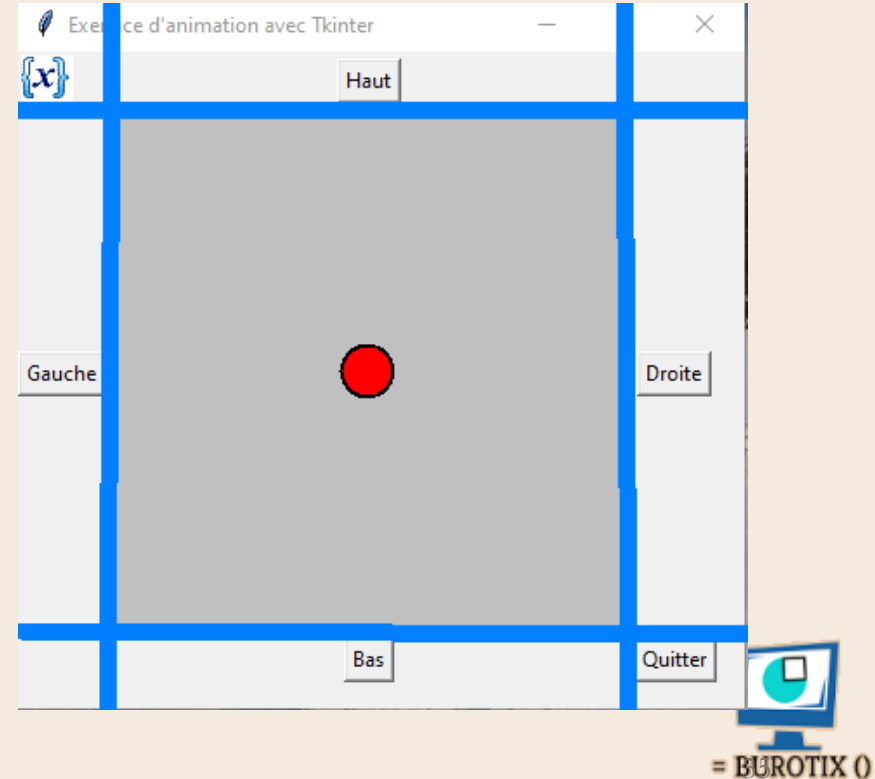 Exercice d'animation avec Tkinter
{x}
Haut
Gauche
Droite
Bas
Quitter
= BUROTIX ()